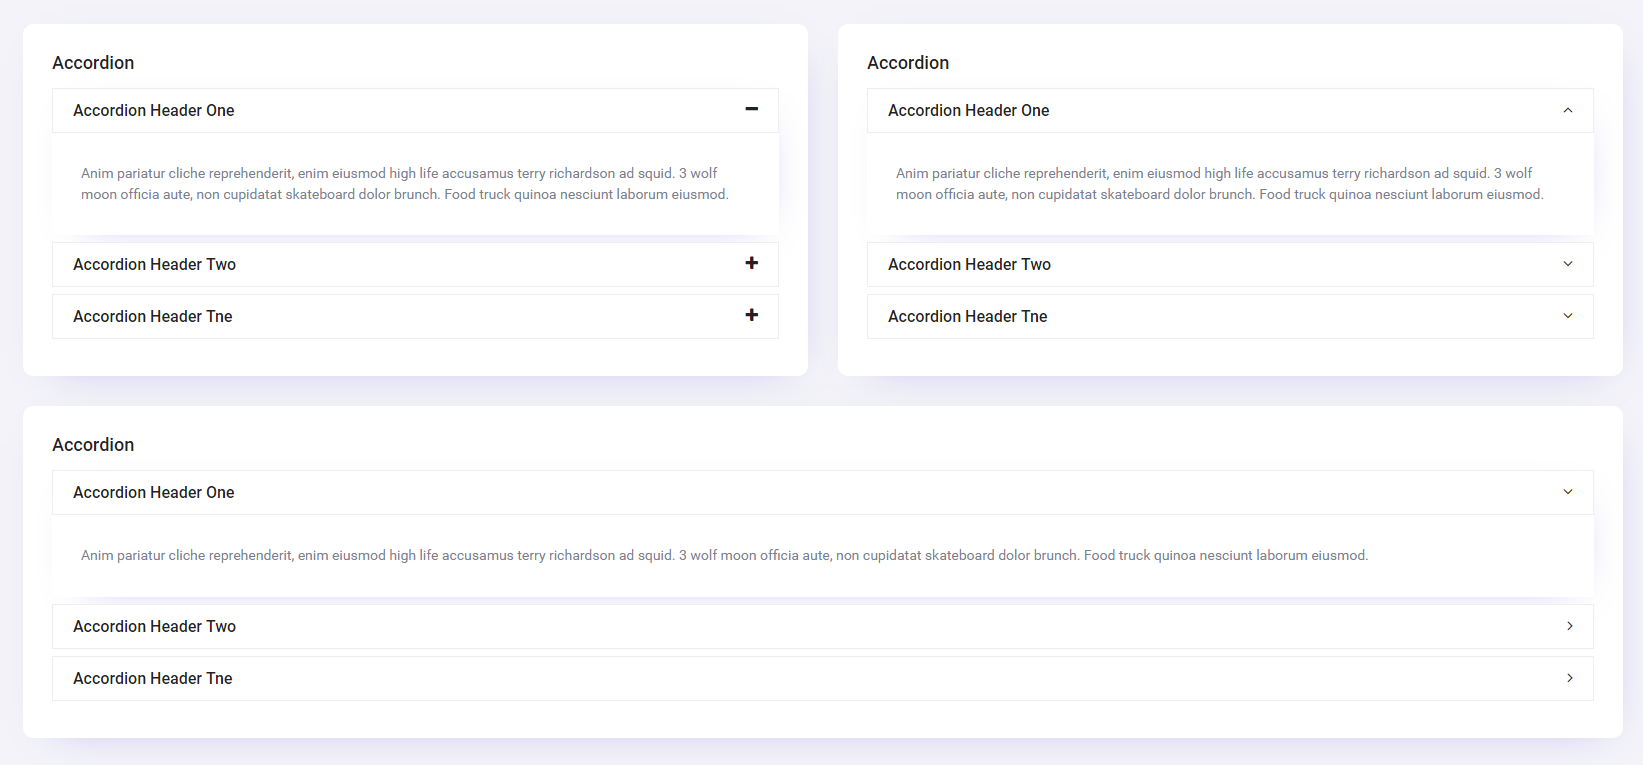 Accordion
Accordion Header One
Anim pariatur cliche reprehenderit, enim eiusmod high life accusamus terry richardson ad squid. 3 wolf
moon officia aute, non cupidatat skateboard dolor brunch. Food truck quinoa nesciunt laborum eiusmod.
Accordion Header Two
Accordion Header Tne
Accordion
Accordion Header One
Anim pariatur cliche reprehenderit, enim eiusmod high life accusamus terry richardson ad squid. 3 wolf
moon officia aute, non cupidatat skateboard dolor brunch. Food truck quinoa nesciunt laborum eiusmod.
Accordion Header Two
Accordion Header Tne
Accordion
Accordion Header One
Anim pariatur cliche reprehenderit, enim eiusmod high life accusamus terry richardson ad squid. 3 wolf moon officia aute, non cupidatat skateboard dolor brunch. Food truck quinoa nesciunt laborum eiusmod.
Accordion Header Two
Accordion Header Tne